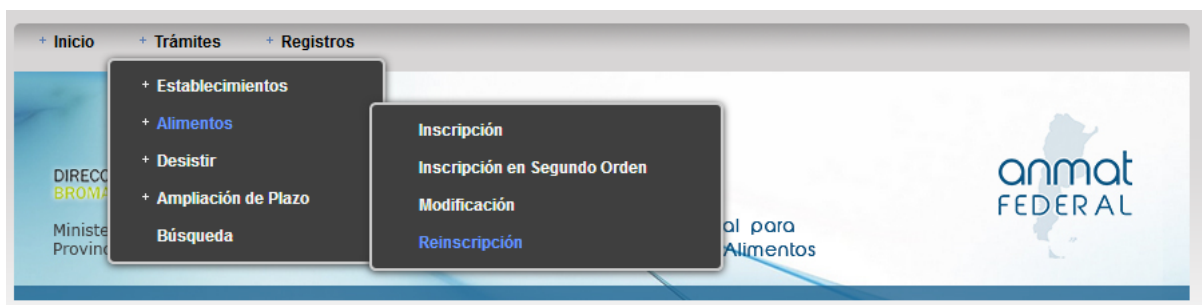 + Inicio + Trámites + Registros
+ Establecimientos
+ Alimentos
+ Desistir
+ Ampliación de Plazo
Búsqueda
Inscripción
Inscripción en Segundo Orden
Modificación
Reinscripción
anmat
FEDERAL
al para
Alimentos